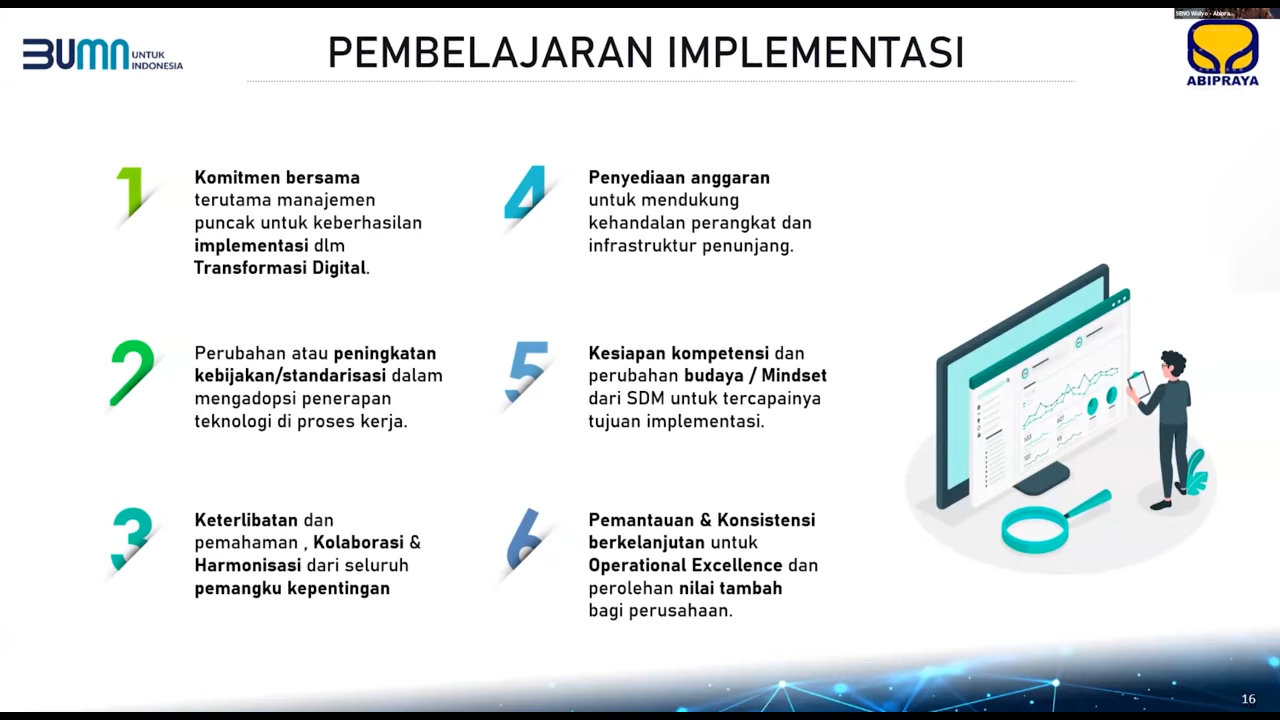 SENO Widyo - Abipra...
BUMN UNTUK
INDONESIA
PEMBELAJARAN IMPLEMENTASI
ABIPRAYA
1
Komitmen bersama
terutama manajemen
puncak untuk keberhasilan
implementasi dlm
Transformasi Digital.
2
Perubahan atau peningkatan
kebijakan/standarisasi dalam
mengadopsi penerapan
teknologi di proses kerja.
3
Keterlibatan dan
pemahaman , Kolaborasi &
Harmonisasi dari seluruh
pemangku kepentingan
4
Penyediaan anggaran
untuk mendukung
kehandalan perangkat dan
infrastruktur penunjang.
5
Kesiapan kompetensi dan
perubahan budaya / Mindset
dari SDM untuk tercapainya
tujuan implementasi.
6
Pemantauan & Konsistensi
berkelanjutan untuk
Operational Excellence dan
perolehan nilai tambah
bagi perusahaan.
16